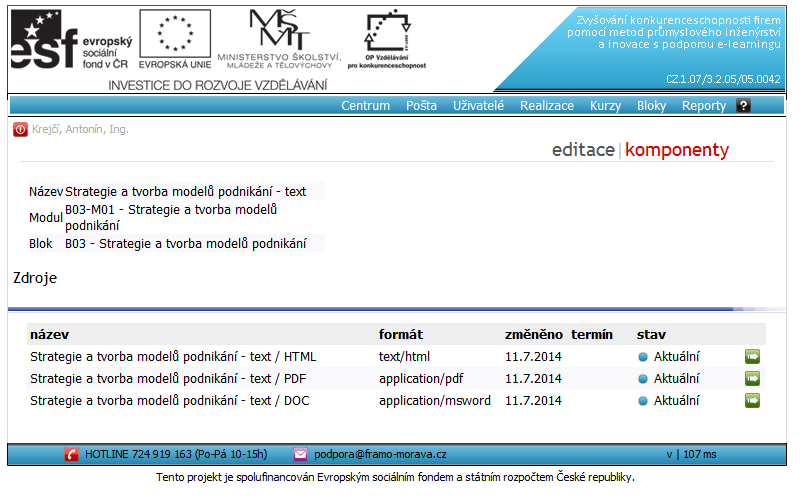 esf evropský sociální fond v ČR
EVROPSKÁ UNIE
MINISTERSTVO ŠKOLSTVÍ,
MLÁDEŽE A TĚLOVÝCHOVY
OP Vzdělávání
pro konkurenceschopnost
INVESTICE DO ROZVOJE VZDĚLÁVÁNÍ
Zvyšování konkurenceschopnosti firem
pomocí metod průmyslového inženýrství
a inovace s podporou e-learningu
CZ.1.07/3.2.05/05.0042
Centrum Pošta Uživatelé Realizace Kurzy Bloky Reporty ?
Krejčí, Antonín, Ing.
editace|komponenty
Název Strategie a tvorba modelů podnikání - text
Modul B03-M01 - Strategie a tvorba modelů
podnikání
Blok B03 - Strategie a tvorba modelů podnikání
Zdroje
název formát změněno termín stav
Strategie a tvorba modelů podnikání - text / HTML text/html 11.7.2014 Aktuální
Strategie a tvorba modelů podnikání - text / PDF application/pdf 11.7.2014 Aktuální
Strategie a tvorba modelů podnikání - text / DOC application/msword 11.7.2014 Aktuální
HOTLINE 724 919 163 (Po-Pá 10-15h) podpora@framo-morava.cz v | 107 ms
Tento projekt je spolufinancován Evropským sociálním fondem a státním rozpočtem České republiky.